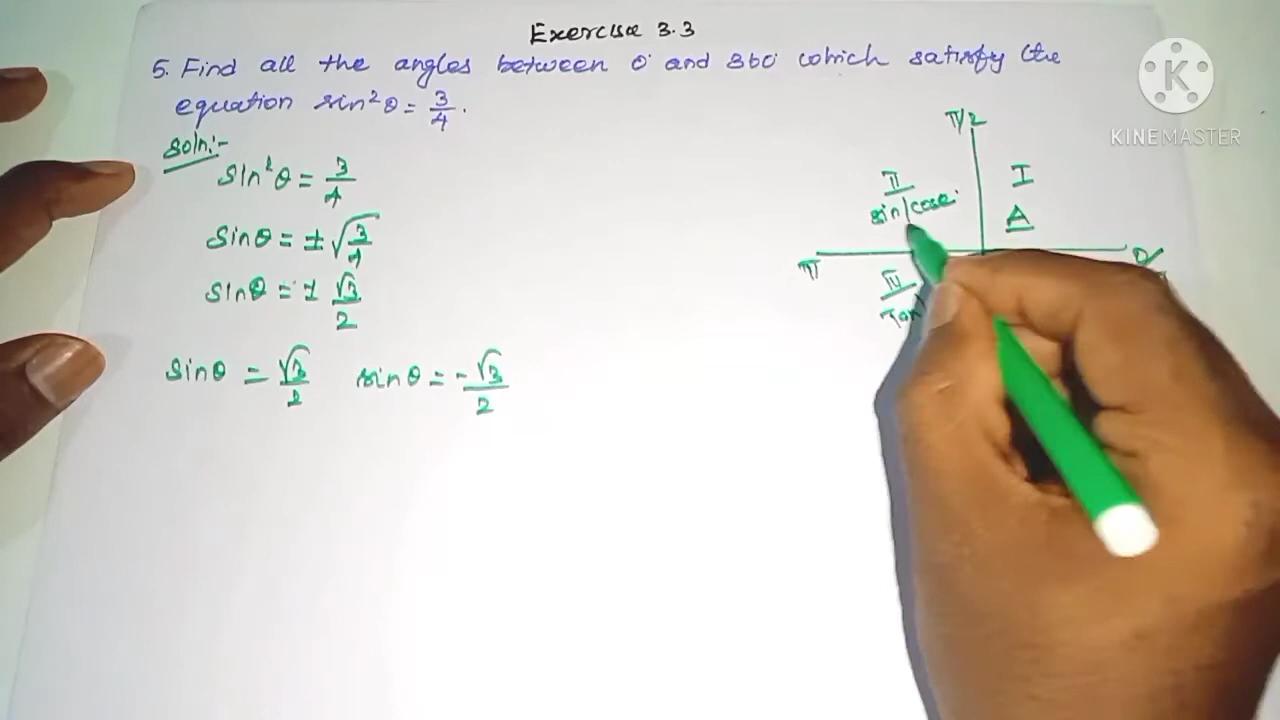 Exercise 3.3
5. Find all the angles between 0° and 360° which satisfy the
equation sin²θ = 3/4.
Soln:-
Sin²θ = 3/4
Sinθ = ± √(3/4)
Sinθ = ± √3/2
Sinθ = √3/2 sinθ = -√3/2
π/2
II
sin/cosec
I
A
π
0/
III
Tan
K
KINEMASTER